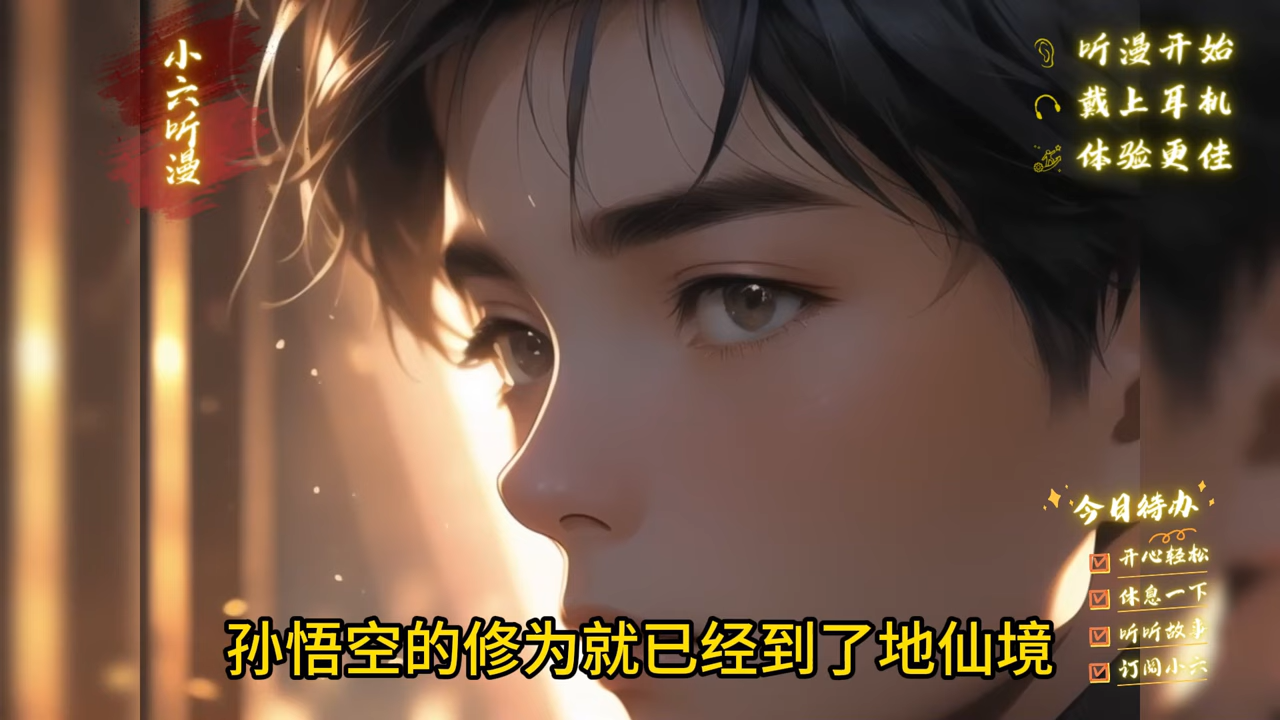 小六听漫
听漫开始
戴上耳机
体验更佳
今日待办
开心轻松
休息一下
听听故事
订阅小六
孙悟空的修为就已经到了地仙境